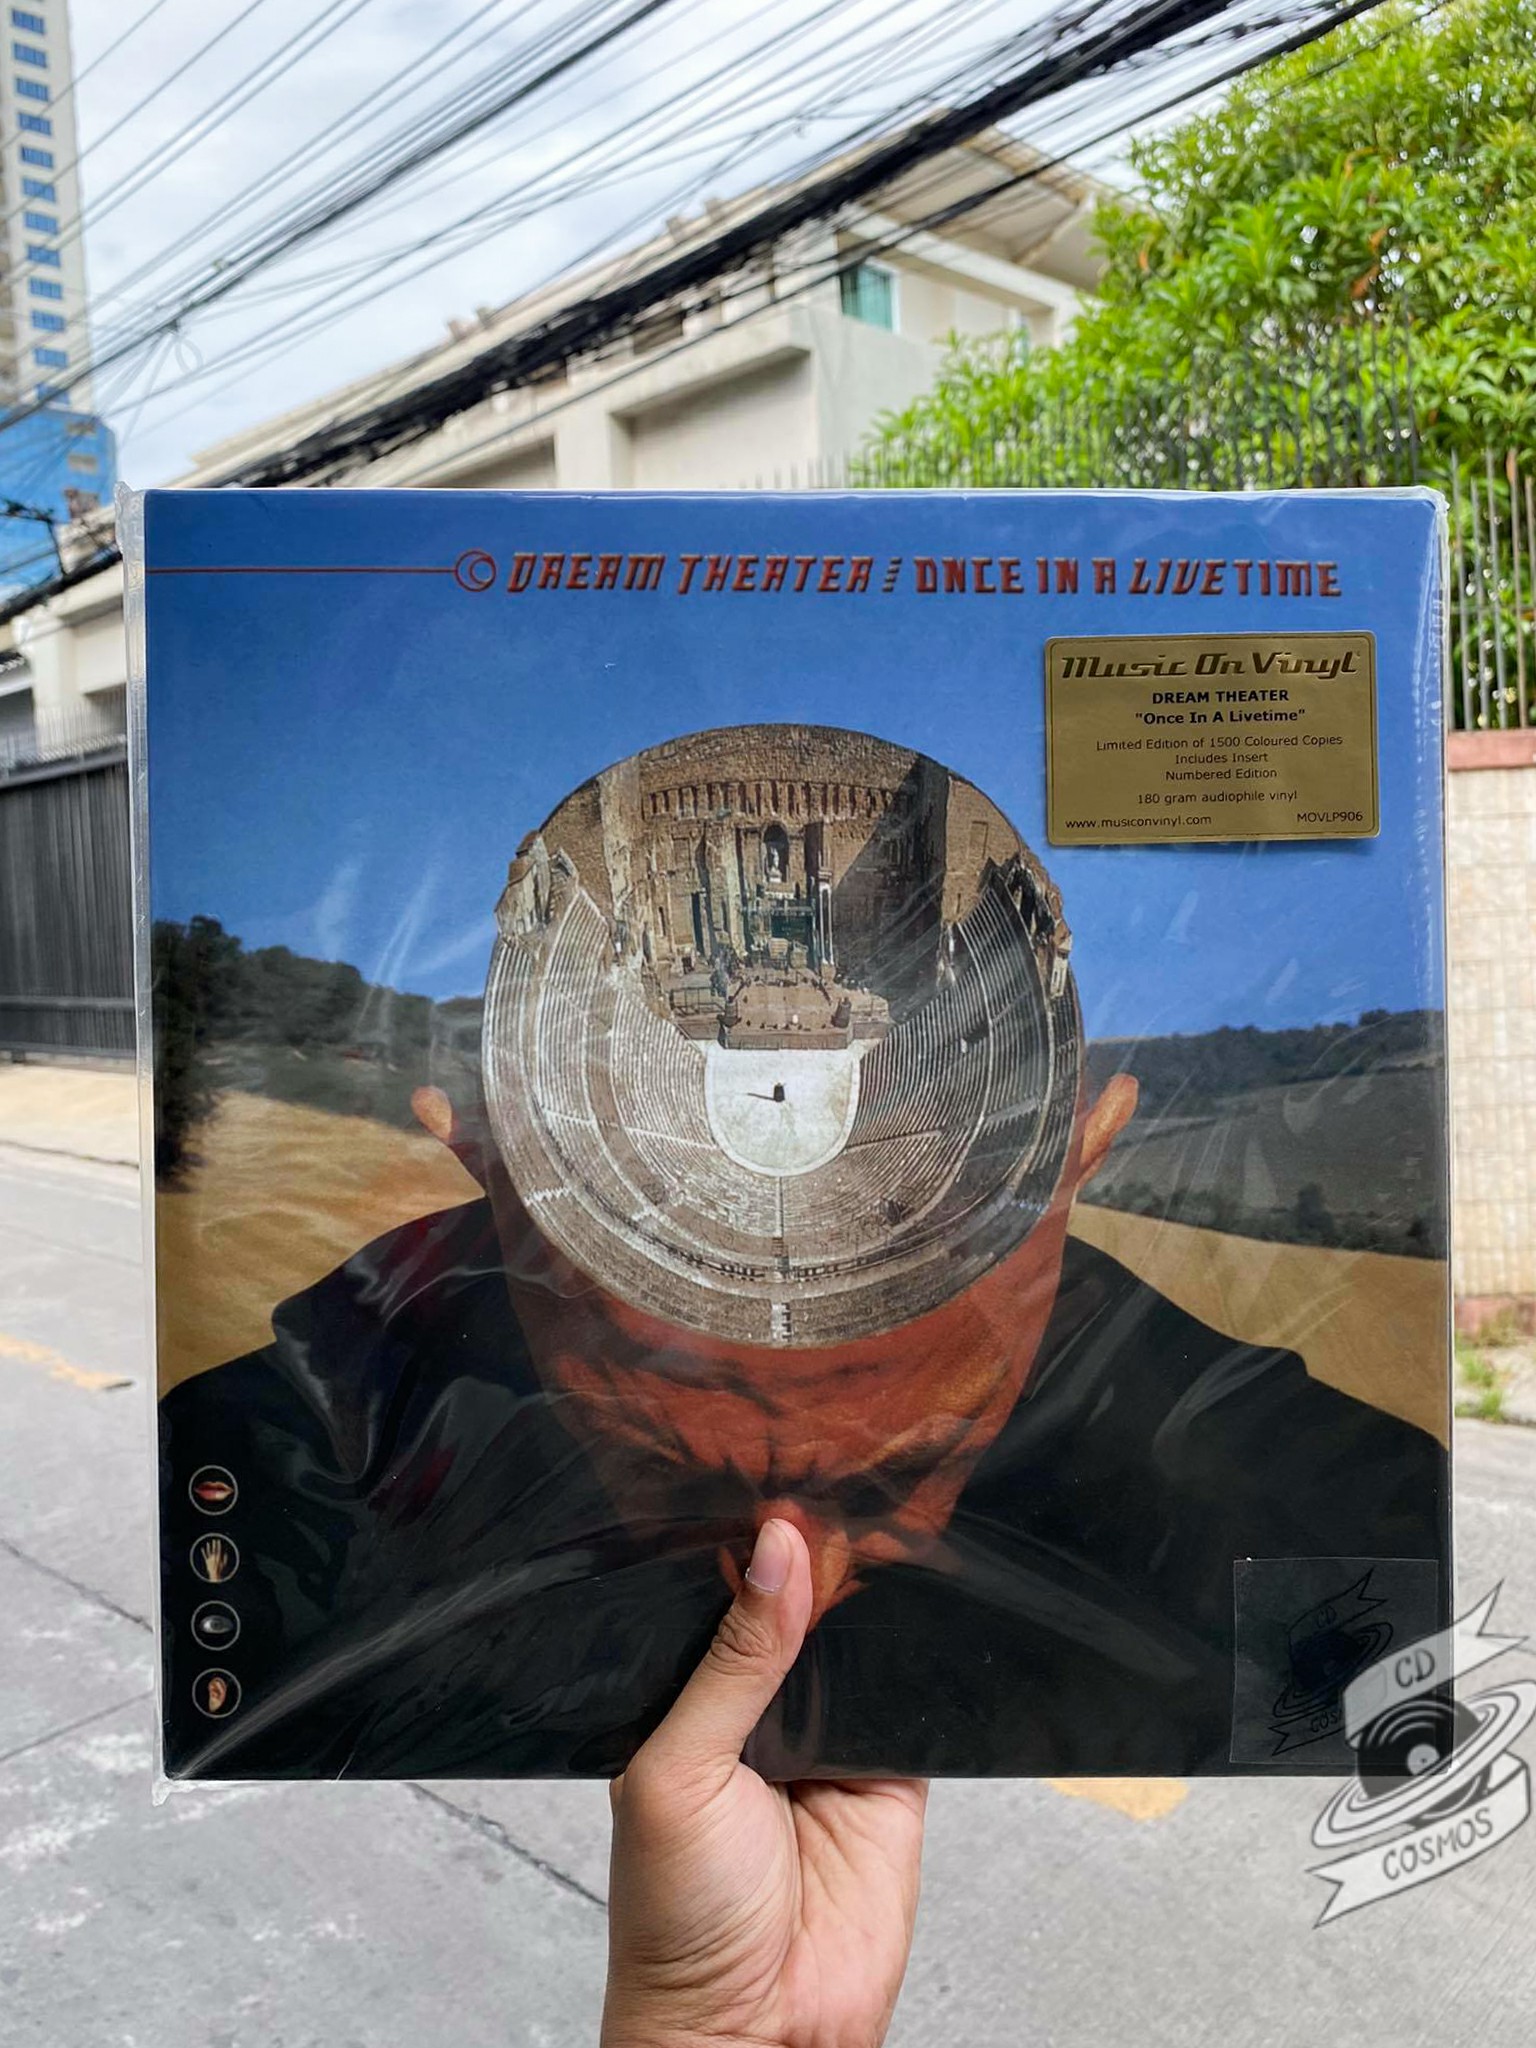 DREAM THEATER ONCE IN A LIVETIME
Music On Vinyl
DREAM THEATER
"Once In A Livetime"
Limited Edition of 1500 Coloured Copies
Includes Insert
Numbered Edition
180 gram audiophile vinyl
www.musiconvinyl.com MOVLP906
CD
COSMOS
CD